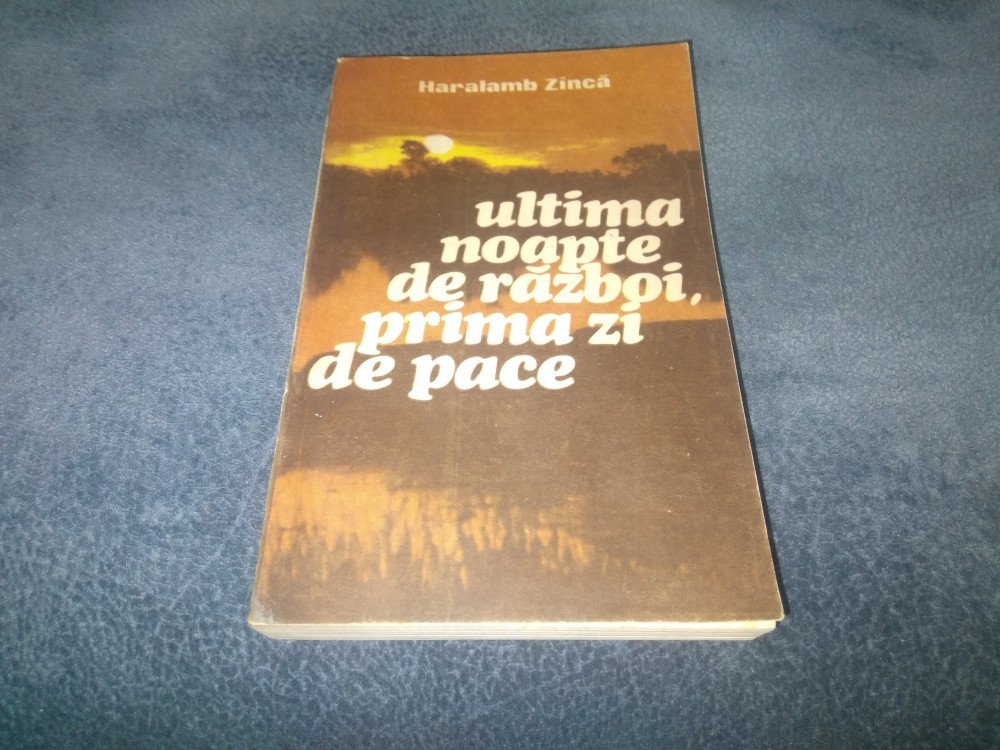 Haralamb Zincă
ultima
noapte
de război,
prima zi
de pace